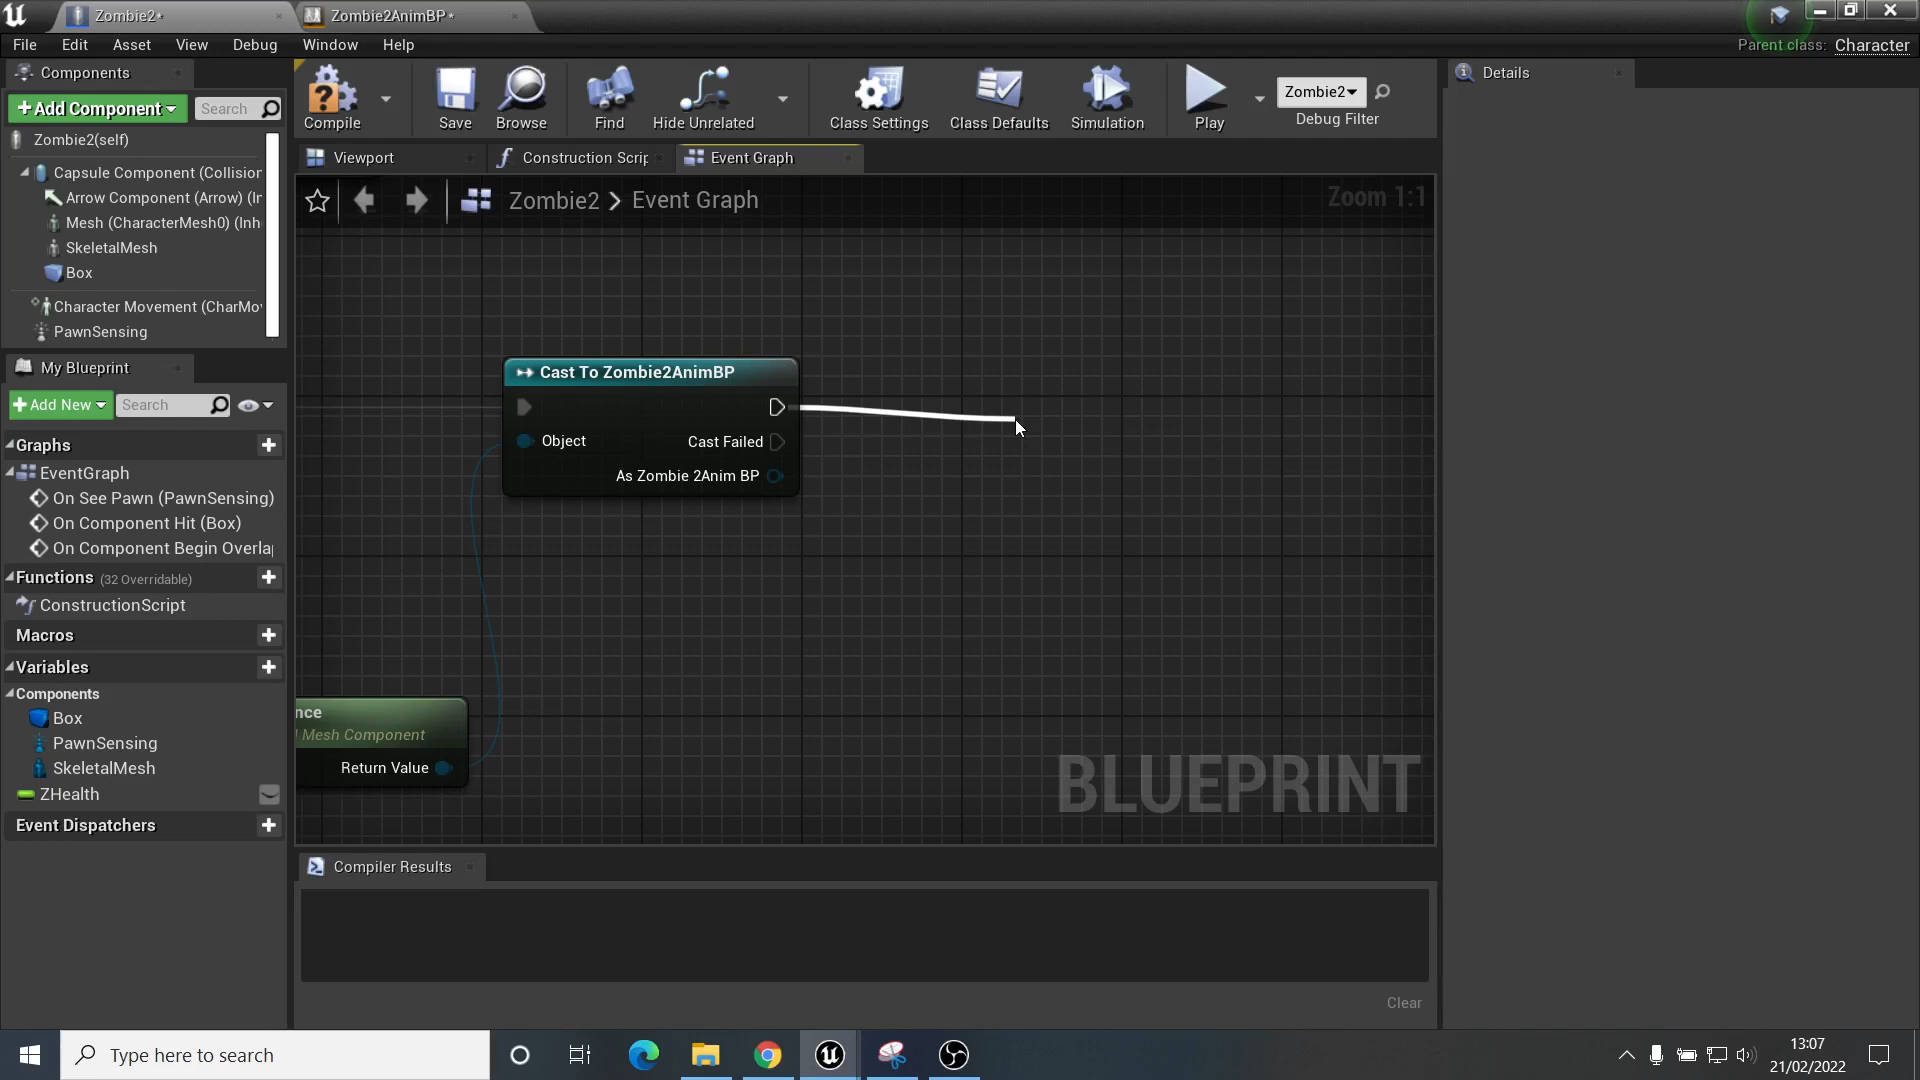 Zombie2*
Zombie2AnimBP*
File Edit Asset View Debug Window Help
Parent class: Character
Components
Add Component
Search
Zombie2(self)
Capsule Component (Collision
Arrow Component (Arrow) (Ir
Mesh (CharacterMesh0) (Inh
SkeletalMesh
Box
Character Movement (CharMo
PawnSensing
My Blueprint
Add New
Search
Graphs
EventGraph
On See Pawn (PawnSensing)
On Component Hit (Box)
On Component Begin Overla
Functions (32 Overridable)
ConstructionScript
Macros
Variables
Components
Box
PawnSensing
SkeletalMesh
ZHealth
Event Dispatchers
Compile
Save
Browse
Find
Hide Unrelated
Class Settings
Class Defaults
Simulation
Play
Zombie2
Debug Filter
Viewport
Construction Scrip
Event Graph
Zombie2 > Event Graph
Zoom 1:1
Cast To Zombie2AnimBP
Object
Cast Failed
As Zombie 2Anim BP
nce
l Mesh Component
Return Value
BLUEPRINT
Compiler Results
Clear
Details
Type here to search
13:07
21/02/2022